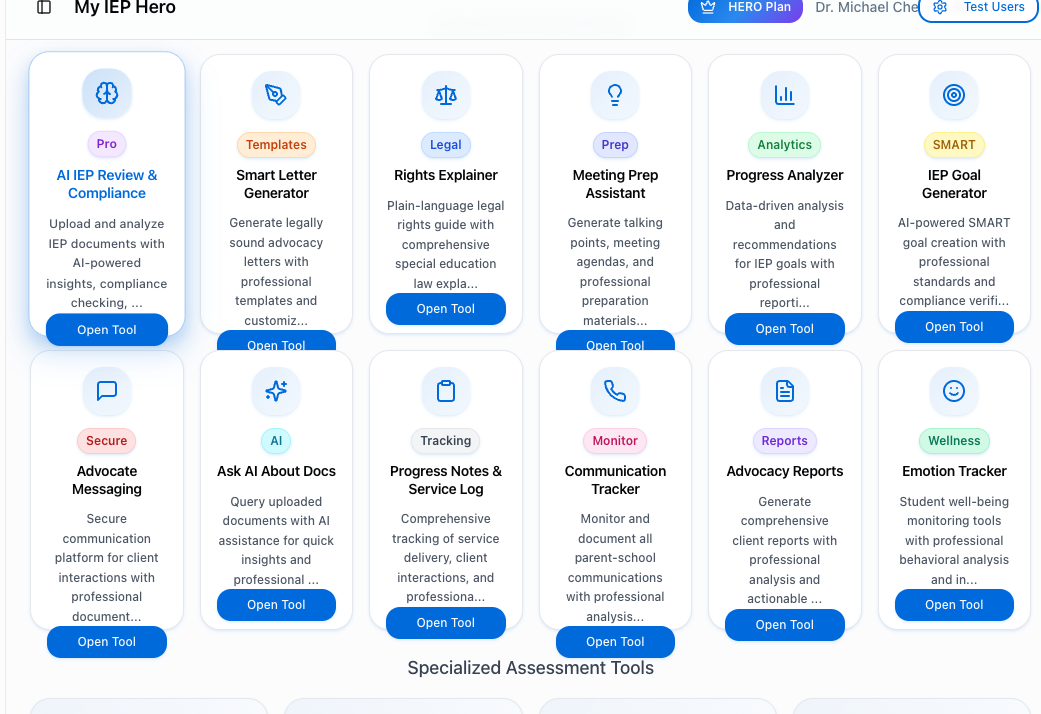 My IEP Hero
HERO Plan
Dr. Michael Che
Test Users
Pro
AI IEP Review &
Compliance
Upload and analyze
IEP documents with
AI-powered
insights, compliance
checking, ...
Open Tool
Templates
Smart Letter
Generator
Generate legally
sound advocacy
letters with
professional
templates and
customiz...
Open Tool
Legal
Rights Explainer
Plain-language legal
rights guide with
comprehensive
special education
law expla...
Open Tool
Prep
Meeting Prep
Assistant
Generate talking
points, meeting
agendas, and
professional
preparation
materials...
Open Tool
Analytics
Progress Analyzer
Data-driven analysis
and
recommendations
for IEP goals with
professional
reporti...
Open Tool
SMART
IEP Goal
Generator
AI-powered SMART
goal creation with
professional
standards and
compliance verifi...
Open Tool
Secure
Advocate
Messaging
Secure
communication
platform for client
interactions with
professional
document...
Open Tool
AI
Ask AI About Docs
Query uploaded
documents with AI
assistance for quick
insights and
professional ...
Open Tool
Tracking
Progress Notes &
Service Log
Comprehensive
tracking of service
delivery, client
interactions, and
professiona...
Open Tool
Monitor
Communication
Tracker
Monitor and
document all
parent-school
communications
with professional
analysis...
Open Tool
Reports
Advocacy Reports
Generate
comprehensive
client reports with
professional
analysis and
actionable ...
Open Tool
Wellness
Emotion Tracker
Student well-being
monitoring tools
with professional
behavioral analysis
and in...
Open Tool
Specialized Assessment Tools